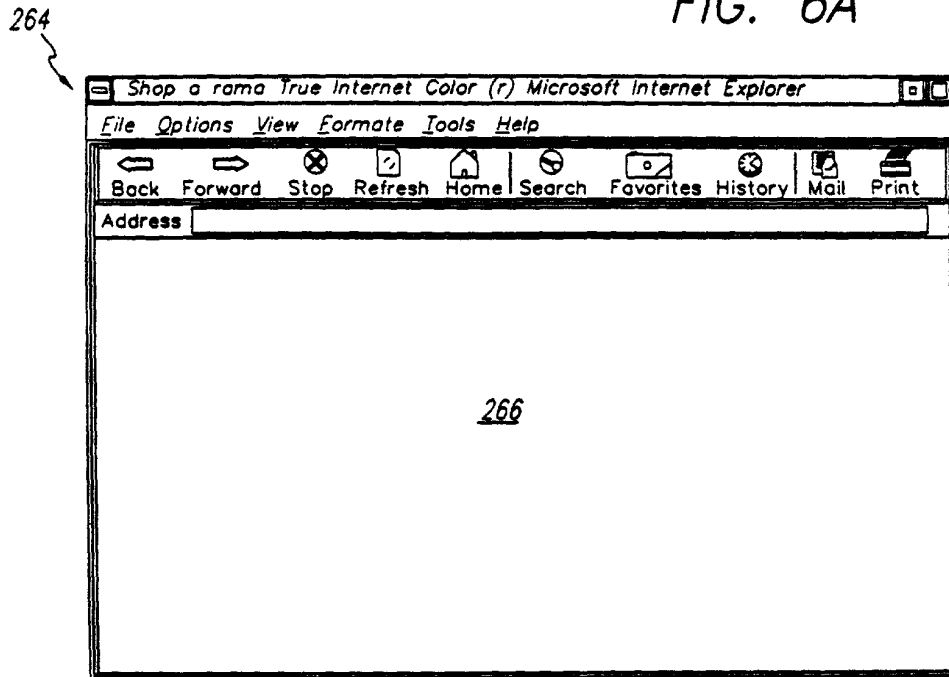 FIG. 6A
264
Shop a rama True Internet Color (r) Microsoft Internet Explorer
File Options View Formate Tools Help
Back Forward Stop Refresh Home Search Favorites History Mail Print
Address
266